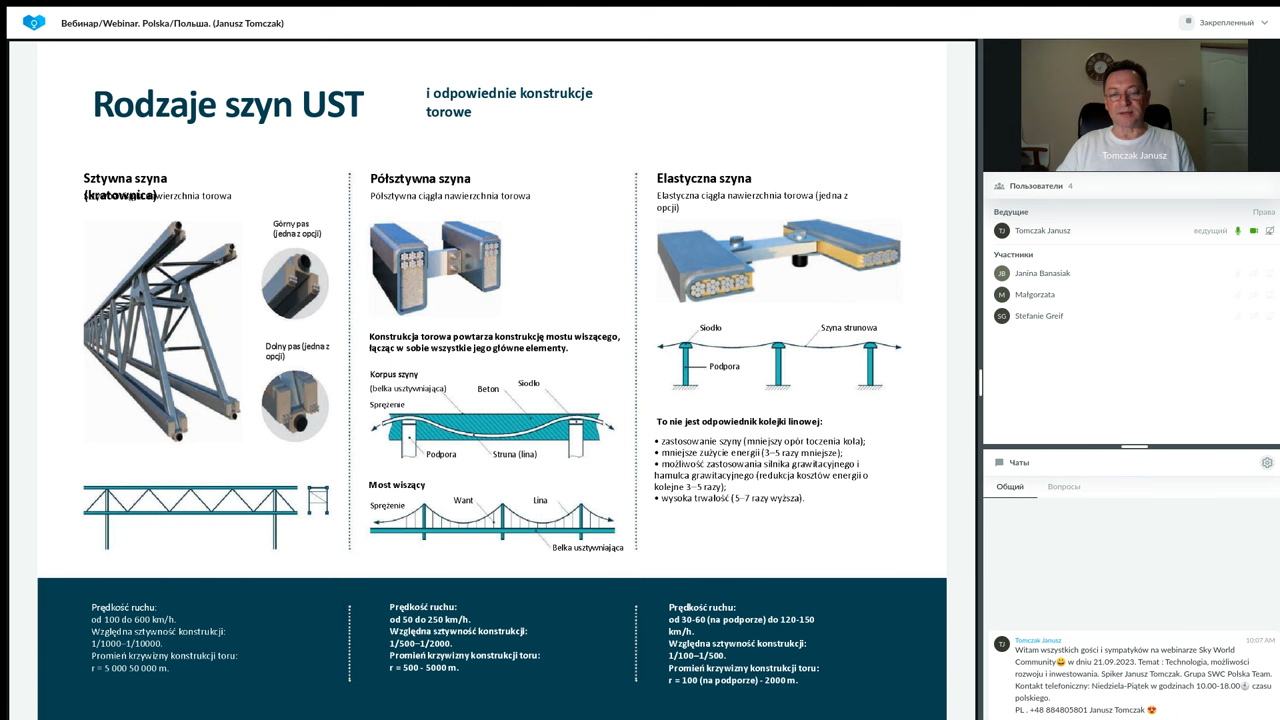 Вебинар/Webinar. Polska/Польша. (Janusz Tomczak)
Закрепленный
Rodzaje szyn UST
i odpowiednie konstrukcje
torowe
Sztywna szyna
(kratownica)
nawierzchnia torowa
Górny pas
(jedna z opcji)
Dolny pas (jedna z
opcji)
Półsztywna szyna
Półsztywna ciągła nawierzchnia torowa
Konstrukcja torowa powtarza konstrukcję mostu wiszącego,
łącząc w sobie wszystkie jego główne elementy.
Korpus szyny
(belka usztywniająca)
Beton
Siodło
Sprężenie
Podpora
Struna (lina)
Most wiszący
Sprężenie
Want
Lina
Belka usztywniająca
Elastyczna szyna
Elastyczna ciągła nawierzchnia torowa (jedna z
opcji)
Siodło
Szyna strunowa
Podpora
To nie jest odpowiednik kolejki linowej:
• zastosowanie szyny (mniejszy opór toczenia koła);
• mniejsze zużycie energii (3–5 razy mniejsze);
• możliwość zastosowania silnika grawitacyjnego i
hamulca grawitacyjnego (redukcja kosztów energii o
kolejne 3–5 razy);
• wysoka trwałość (5–7 razy wyższa).
Prędkość ruchu:
od 100 do 600 km/h.
Względna sztywność konstrukcji:
1/1000–1/10000.
Promień krzywizny konstrukcji toru:
r = 5 000 50 000 m.
Prędkość ruchu:
od 50 do 250 km/h.
Względna sztywność konstrukcji:
1/500–1/2000.
Promień krzywizny konstrukcji toru:
r = 500 - 5000 m.
Prędkość ruchu:
od 30-60 (na podporze) do 120-150
km/h.
Względna sztywność konstrukcji:
1/100–1/500.
Promień krzywizny konstrukcji toru:
r = 100 (na podporze) - 2000 m.
Tomczak Janusz
Пользователи 4
Ведущие Права
TJ Tomczak Janusz ведущий
Участники
JB Janina Banasiak
M Małgorzata
SG Stefanie Greif
Чаты
Общий Вопросы
TJ Tomczak Janusz 10:07 AM
Witam wszystkich gości i sympatyków na webinarze Sky World
Community😀 w dniu 21.09.2023. Temat : Technologia, możliwości
rozwoju i inwestowania. Spiker Janusz Tomczak. Grupa SWC Polska Team.
Kontakt telefoniczny: Niedziela-Piątek w godzinach 10.00-18.00 czasu
polskiego.
PL . +48 884805801 Janusz Tomczak 😍